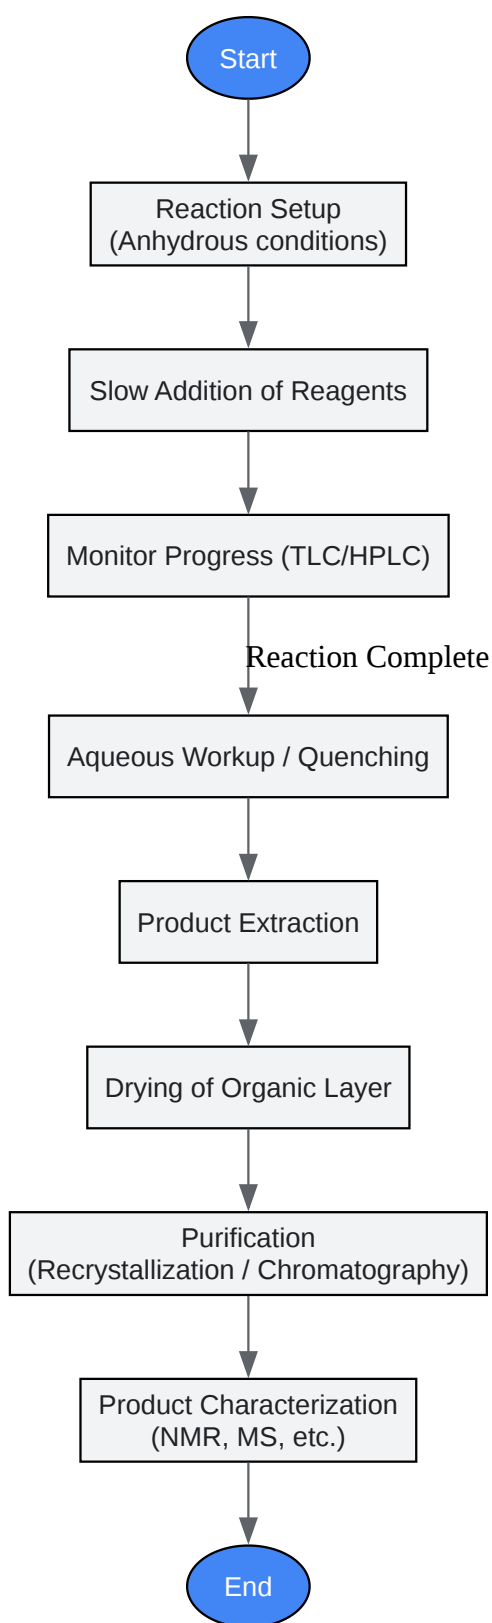 Start
Reaction Setup
(Anhydrous conditions)
Slow Addition of Reagents
Monitor Progress (TLC/HPLC)
Reaction Complete
Aqueous Workup / Quenching
Product Extraction
Drying of Organic Layer
Purification
(Recrystallization / Chromatography)
Product Characterization
(NMR, MS, etc.)
End